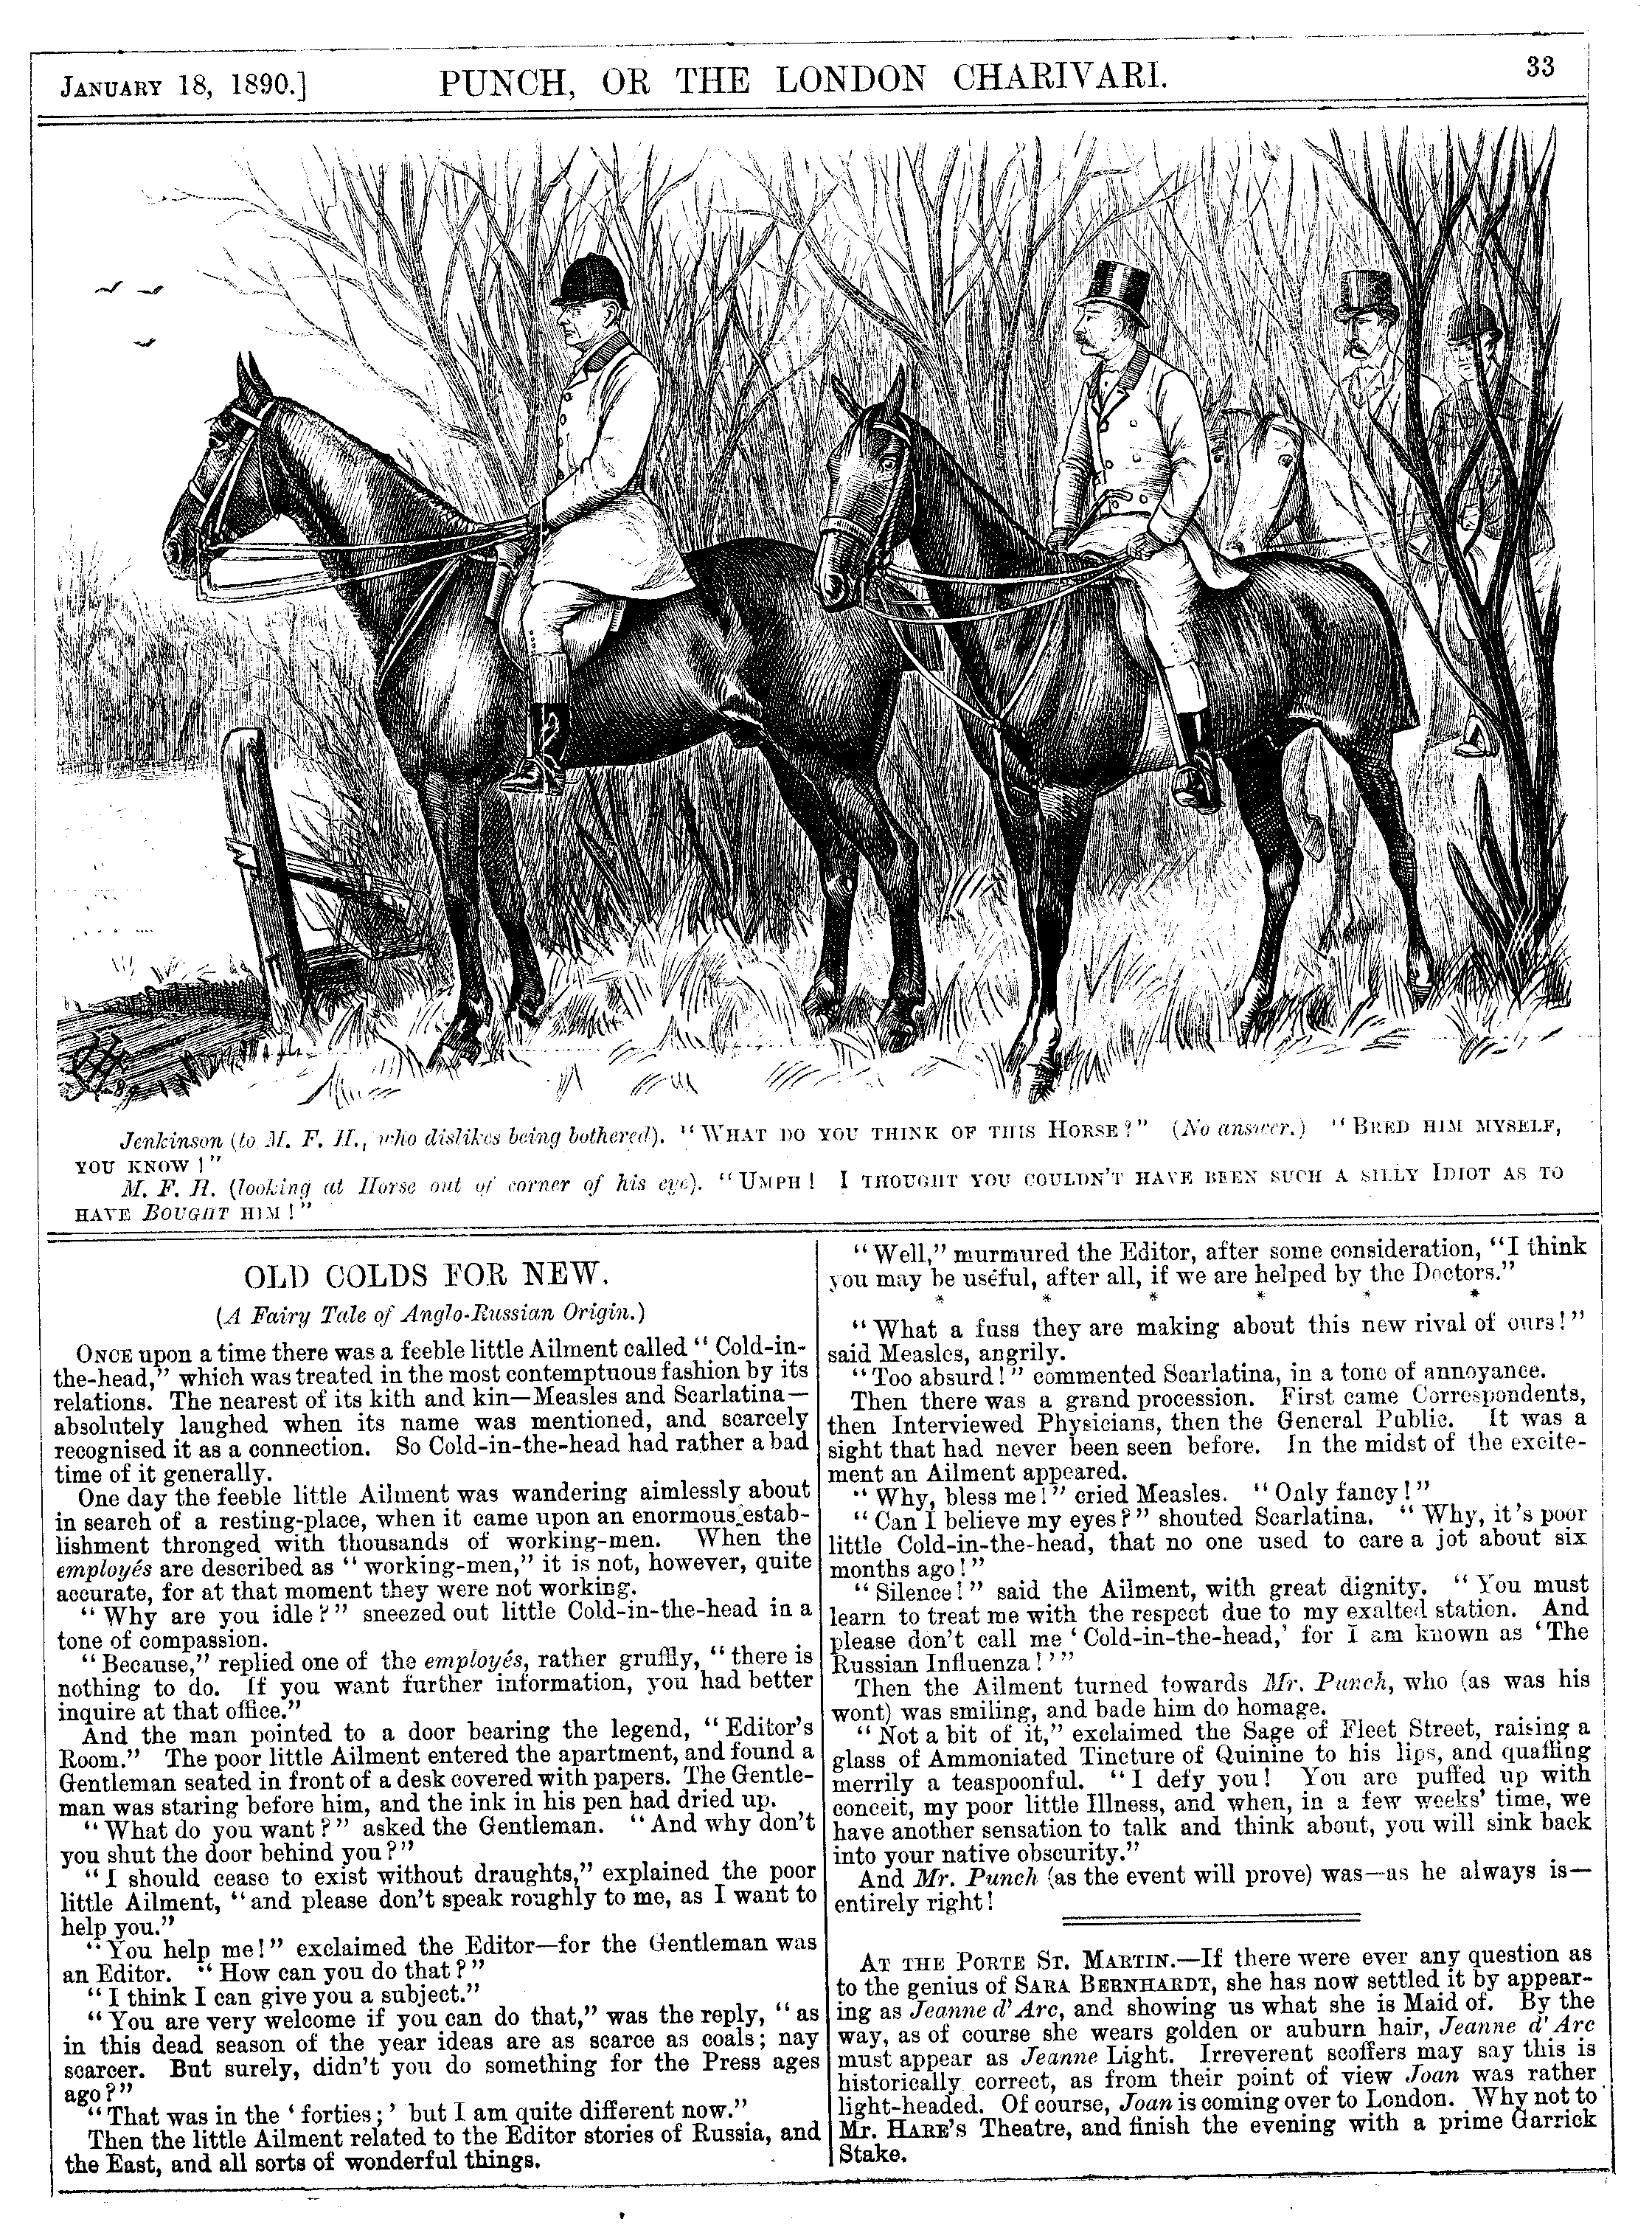 JANUARY 18, 1890.] PUNCH, OR THE LONDON CHARIVARI. 33
Jenkinson (to M. F. H., who dislikes being bothered). "WHAT DO YOU THINK OF THIS HORSE?" (No answer.) "BRED HIM MYSELF,
YOU KNOW!"
M. F. H. (looking at Horse out of corner of his eye). "UMPH! I THOUGHT YOU COULDN'T HAVE BEEN SUCH A SILLY IDIOT AS TO
HAVE BOUGHT HIM!"
OLD COLDS FOR NEW.
(A Fairy Tale of Anglo-Russian Origin.)
ONCE upon a time there was a feeble little Ailment called "Cold-in-
the-head," which was treated in the most contemptuous fashion by its
relations. The nearest of its kith and kin—Measles and Scarlatina—
absolutely laughed when its name was mentioned, and scarcely
recognised it as a connection. So Cold-in-the-head had rather a bad
time of it generally.
One day the feeble little Ailment was wandering aimlessly about
in search of a resting-place, when it came upon an enormous estab-
lishment thronged with thousands of working-men. When the
employés are described as "working-men," it is not, however, quite
accurate, for at that moment they were not working.
"Why are you idle?" sneezed out little Cold-in-the-head in a
tone of compassion.
"Because," replied one of the employés, rather gruffly, "there is
nothing to do. If you want further information, you had better
inquire at that office."
And the man pointed to a door bearing the legend, "Editor's
Room." The poor little Ailment entered the apartment, and found a
Gentleman seated in front of a desk covered with papers. The Gentle-
man was staring before him, and the ink in his pen had dried up.
"What do you want?" asked the Gentleman. "And why don't
you shut the door behind you?"
"I should cease to exist without draughts," explained the poor
little Ailment, "and please don't speak roughly to me, as I want to
help you."
"You help me!" exclaimed the Editor—for the Gentleman was
an Editor. "How can you do that?"
"I think I can give you a subject."
"You are very welcome if you can do that," was the reply, "as
in this dead season of the year ideas are as scarce as coals; nay
scarcer. But surely, didn't you do something for the Press ages
ago?"
"That was in the 'forties;' but I am quite different now."
Then the little Ailment related to the Editor stories of Russia, and
the East, and all sorts of wonderful things.
"Well," murmured the Editor, after some consideration, "I think
you may be useful, after all, if we are helped by the Doctors."
* * * * * *
"What a fuss they are making about this new rival of ours!"
said Measles, angrily.
"Too absurd!" commented Scarlatina, in a tone of annoyance.
Then there was a grand procession. First came Correspondents,
then Interviewed Physicians, then the General Public. It was a
sight that had never been seen before. In the midst of the excite-
ment an Ailment appeared.
"Why, bless me!" cried Measles. "Only fancy!"
"Can I believe my eyes?" shouted Scarlatina. "Why, it's poor
little Cold-in-the-head, that no one used to care a jot about six
months ago!"
"Silence!" said the Ailment, with great dignity. "You must
learn to treat me with the respect due to my exalted station. And
please don't call me 'Cold-in-the-head,' for I am known as 'The
Russian Influenza!'"
Then the Ailment turned towards Mr. Punch, who (as was his
wont) was smiling, and bade him do homage.
"Not a bit of it," exclaimed the Sage of Fleet Street, raising a
glass of Ammoniated Tincture of Quinine to his lips, and quaffing
merrily a teaspoonful. "I defy you! You are puffed up with
conceit, my poor little Illness, and when, in a few weeks' time, we
have another sensation to talk and think about, you will sink back
into your native obscurity."
And Mr. Punch (as the event will prove) was—as he always is—
entirely right!
AT THE PORTE ST. MARTIN.—If there were ever any question as
to the genius of SARA BERNHARDT, she has now settled it by appear-
ing as Jeanne d'Arc, and showing us what she is Maid of. By the
way, as of course she wears golden or auburn hair, Jeanne d'Arc
must appear as Jeanne Light. Irreverent scoffers may say this is
historically correct, as from their point of view Joan was rather
light-headed. Of course, Joan is coming over to London. Why not to
Mr. HARE'S Theatre, and finish the evening with a prime Garrick
Stake.